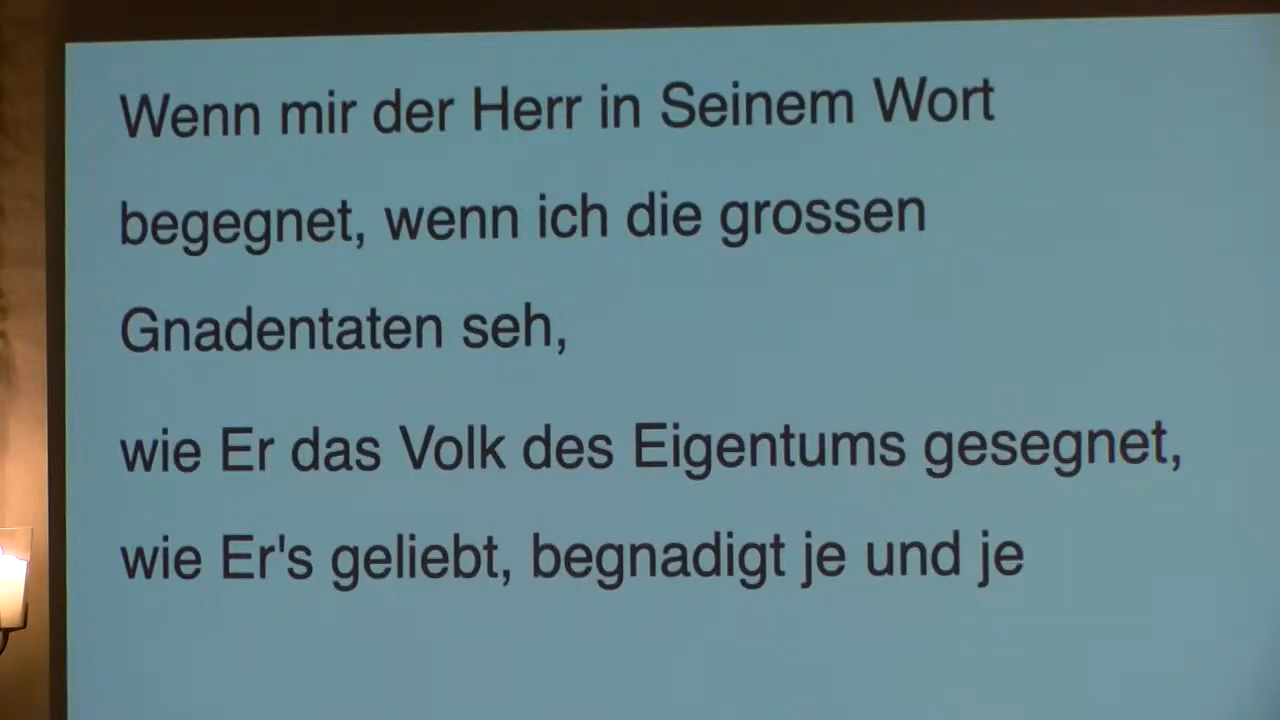 Wenn mir der Herr in Seinem Wort
begegnet, wenn ich die grossen
Gnadentaten seh,
wie Er das Volk des Eigentums gesegnet,
wie Er's geliebt, begnadigt je und je